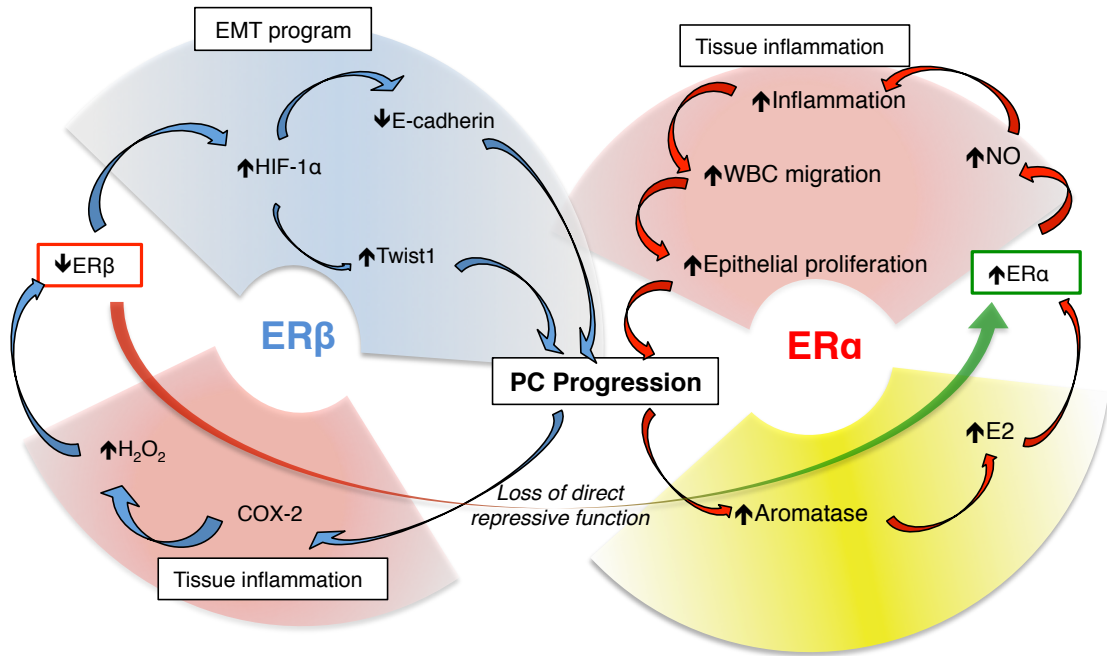 EMT program
Tissue inflammation
↑Inflammation
↓E-cadherin
↑HIF-1α
↑WBC migration
↑NO
↑Twist1
↓ERβ
↑Epithelial proliferation
↑ERα
ERβ
ERα
PC Progression
↑H₂O₂
↑E2
COX-2
Loss of direct
repressive function
↑Aromatase
Tissue inflammation